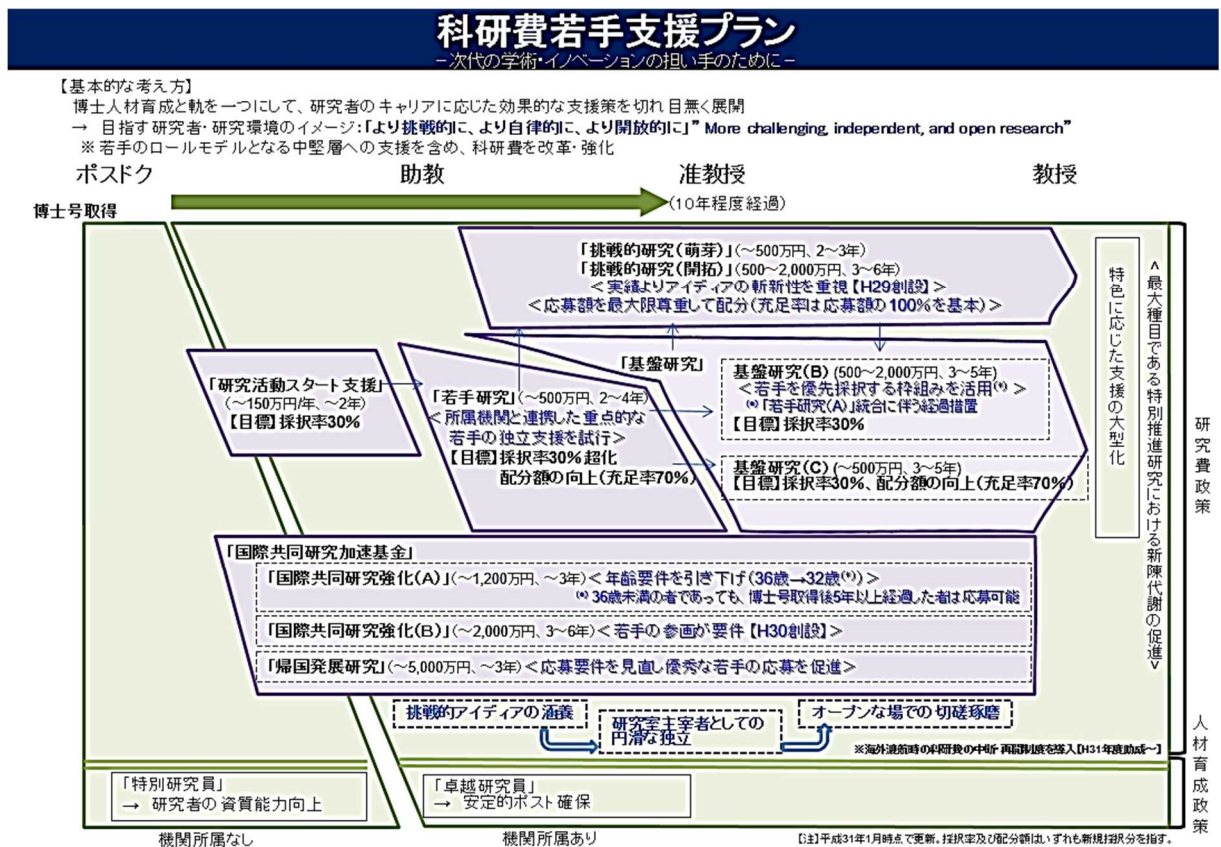 科研費若手支援プラン
－次代の学術・イノベーションの担い手のために－
【基本的な考え方】
博士人材育成と軌を一つにして、研究者のキャリアに応じた効果的な支援策を切れ目無く展開
→ 目指す研究者・研究環境のイメージ：「より挑戦的に、より自律的に、より開放的に」” More challenging, independent, and open research”
※ 若手のロールモデルとなる中堅層への支援を含め、科研費を改革・強化
ポスドク 助教 准教授 教授
博士号取得
(10年程度経過)
「挑戦的研究（萌芽）」(～500万円、2～3年)
「挑戦的研究（開拓）」(500～2,000万円、3～6年)
＜実績よりアイディアの斬新性を重視【H29創設】＞
＜応募額を最大限尊重して配分（充足率は応募額の100％を基本）＞
「研究活動スタート支援」
(～150万円/年、～2年)
【目標】採択率30％
「若手研究」(～500万円、2～4年)
＜所属機関と連携した重点的な
若手の独立支援を試行＞
【目標】採択率30％超化
配分額の向上（充足率70％）
「基盤研究」
基盤研究（B）(500～2,000万円、3～5年)
＜若手を優先採択する枠組みを活用(*)＞
(*)「若手研究(A)」統合に伴う経過措置
【目標】採択率30％
基盤研究（C）(～500万円、3～5年)
【目標】採択率30％、配分額の向上（充足率70％）
特色に応じた支援の大型化
＜最大種目である特別推進研究における新陳代謝の促進＞
研究費政策
「国際共同研究加速基金」
「国際共同研究強化（A）」(～1,200万円、～3年)＜年齢要件を引き下げ(36歳→32歳(*))＞
(*) 36歳未満の者であっても、博士号取得後5年以上経過した者は応募可能
「国際共同研究強化（B）」(～2,000万円、3～6年)＜若手の参画が要件【H30創設】＞
「帰国発展研究」(～5,000万円、～3年)＜応募要件を見直し優秀な若手の応募を促進＞
挑戦的アイディアの涵養
研究室主宰者としての
円滑な独立
オープンな場での切磋琢磨
※海外渡航時の科研費の中断・再開制度を導入【H31年度助成～】
人材育成政策
「特別研究員」
→ 研究者の資質能力向上
「卓越研究員」
→ 安定的ポスト確保
機関所属なし
機関所属あり
【注】平成31年1月時点で更新。採択率及び配分額はいずれも新規採択分を指す。